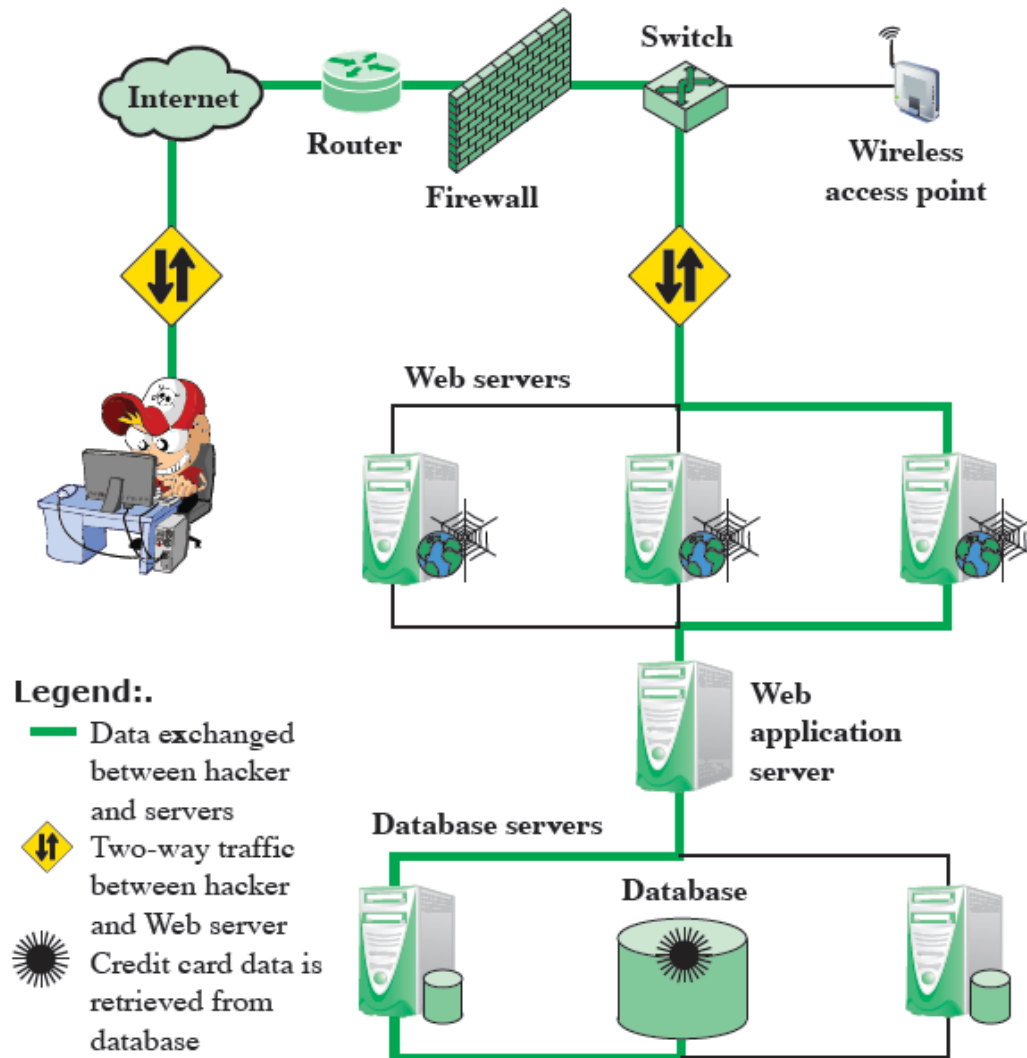 Switch
Internet
Router
Firewall
Wireless
access point
Web servers
Web
application
server
Legend:.
Data exchanged
between hacker
and servers
Two-way traffic
between hacker
and Web server
Credit card data is
retrieved from
database
Database servers
Database